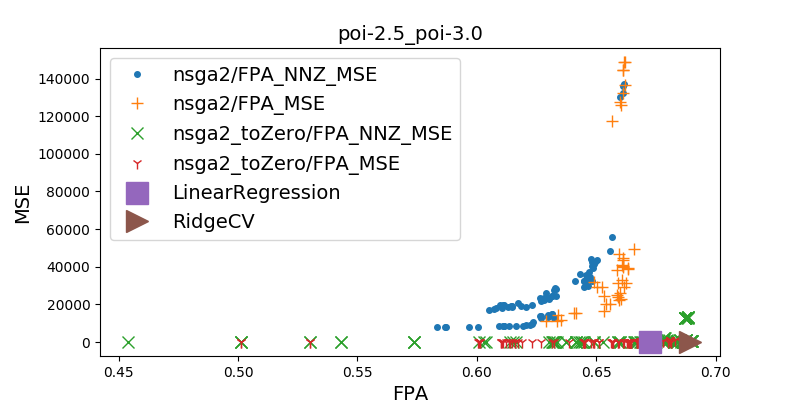 poi-2.5_poi-3.0
140000
120000
100000
80000
60000
40000
20000
0
MSE
nsga2/FPA_NNZ_MSE
nsga2/FPA_MSE
nsga2_toZero/FPA_NNZ_MSE
nsga2_toZero/FPA_MSE
LinearRegression
RidgeCV
0.45 0.50 0.55 0.60 0.65 0.70
FPA